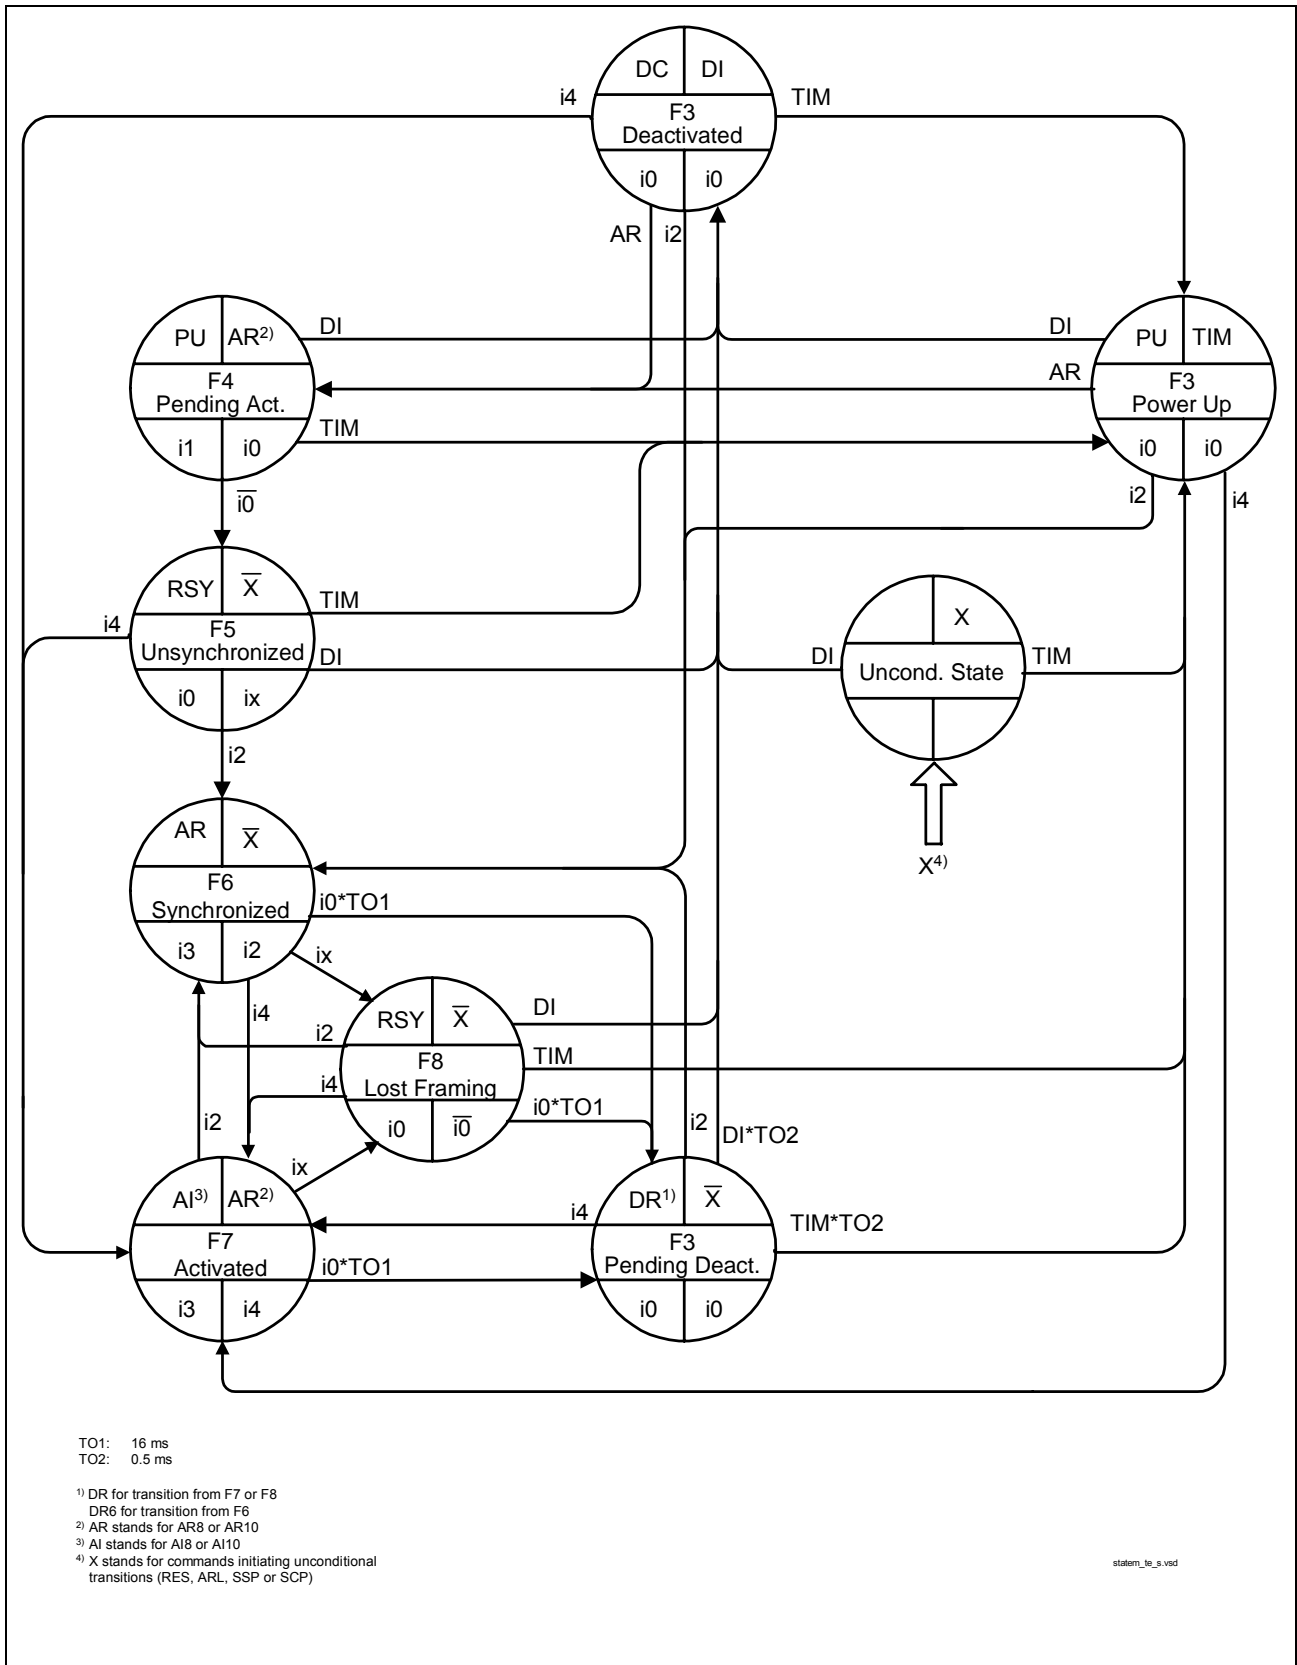 DC DI
i4 TIM
F3
Deactivated
i0 i0
AR i2
PU AR2) DI
DI PU TIM
F4
Pending Act.
AR F3
Power Up
TIM
i1 i0
i0 i0
i2 i4
i0
RSY X
TIM
i4 F5
Unsynchronized
DI
i0 ix
X
DI Uncond. State TIM
X4)
i2
AR X
F6
Synchronized
i0*TO1
i3 i2
ix
i4
i2
RSY X DI
F8
Lost Framing
TIM
i4
i0 i0 i0*TO1
i2
ix
i2 DI*TO2
AI3) AR2)
F7
Activated
i0*TO1
i3 i4
i4
DR1) X
F3
Pending Deact.
TIM*TO2
i0 i0
TO1: 16 ms
TO2: 0.5 ms
1) DR for transition from F7 or F8
DR6 for transition from F6
2) AR stands for AR8 or AR10
3) AI stands for AI8 or AI10
4) X stands for commands initiating unconditional
transitions (RES, ARL, SSP or SCP)
statem_te_s.vsd